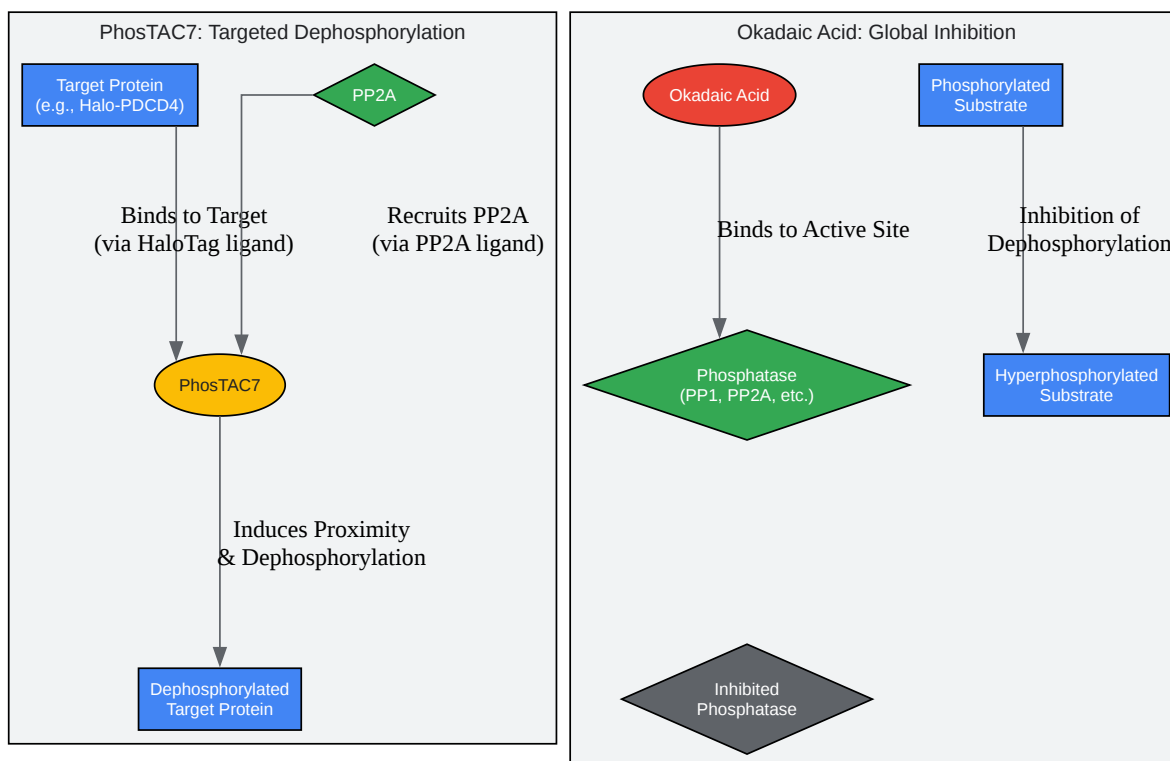 PhosTAC7: Targeted Dephosphorylation
Target Protein
(e.g., Halo-PDCD4)
PP2A
Binds to Target
(via HaloTag ligand)
Recruits PP2A
(via PP2A ligand)
PhosTAC7
Induces Proximity
& Dephosphorylation
Dephosphorylated
Target Protein
Okadaic Acid: Global Inhibition
Okadaic Acid
Phosphorylated
Substrate
Binds to Active Site
Inhibition of
Dephosphorylation
Phosphatase
(PP1, PP2A, etc.)
Hyperphosphorylated
Substrate
Inhibited
Phosphatase